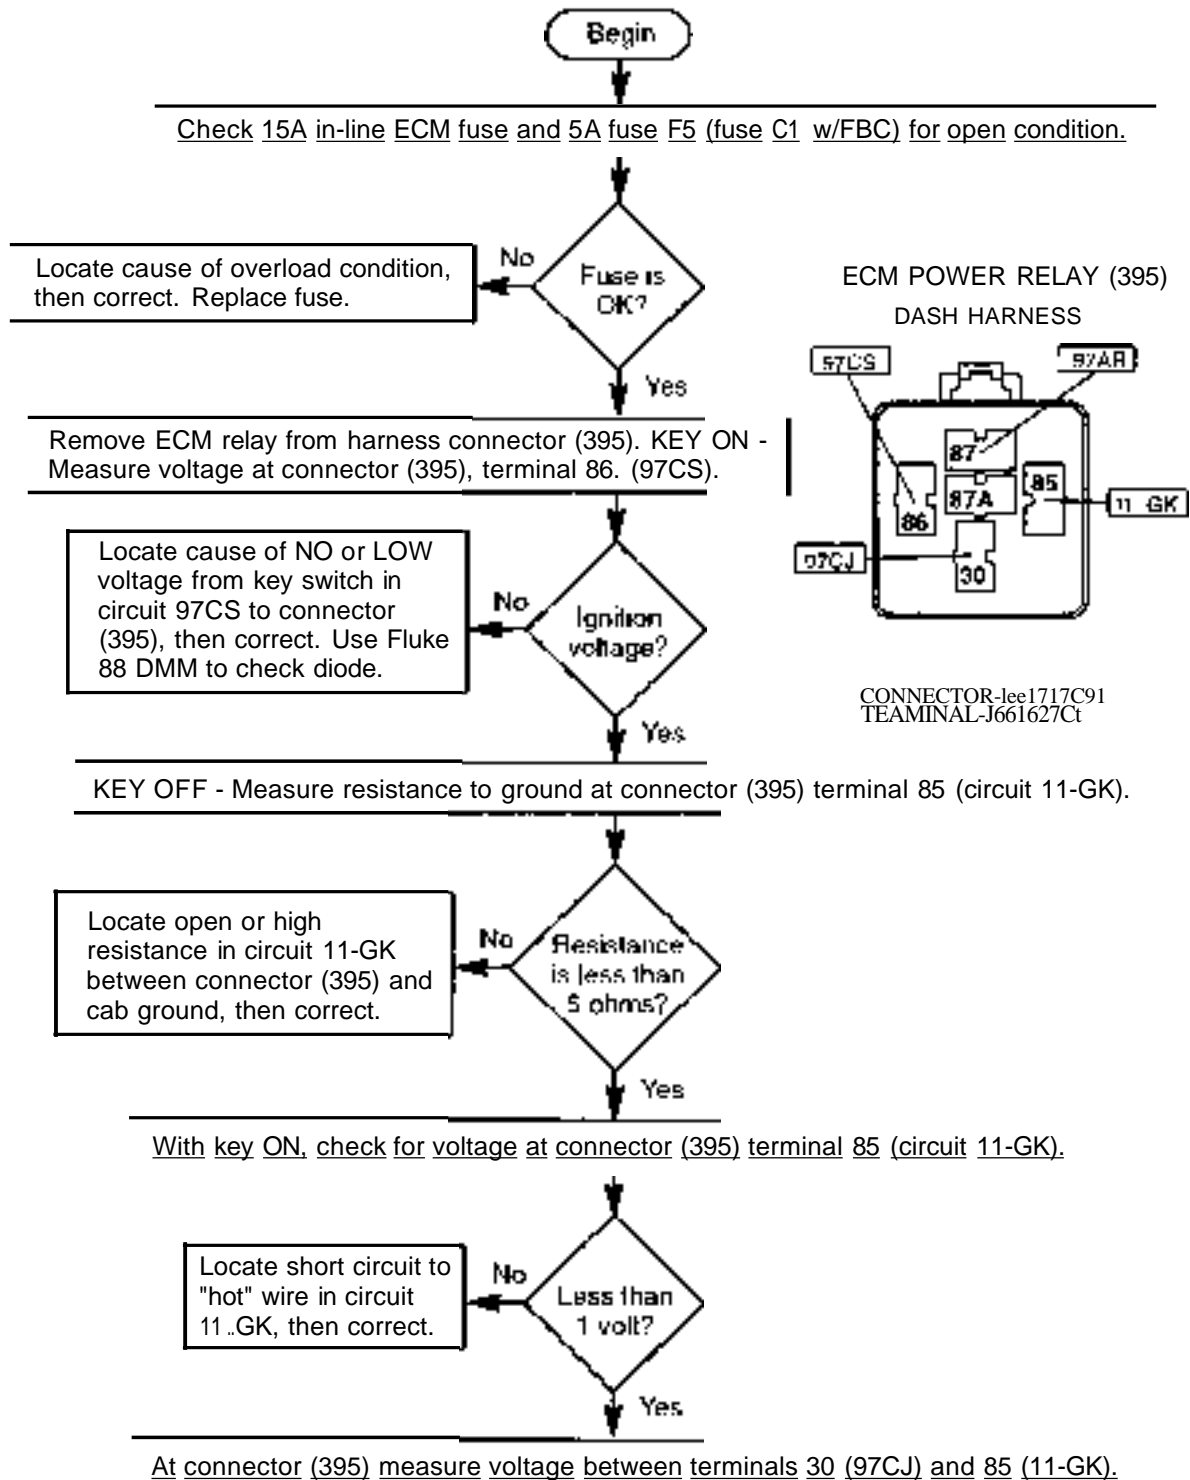 Begin
Check 15A in-line ECM fuse and 5A fuse F5 (fuse C1 w/FBC) for open condition.
No
Fuse is
OK?
Locate cause of overload condition,
then correct. Replace fuse.
Yes
ECM POWER RELAY (395)
DASH HARNESS
97CS
97AR
87
86
87A
85
11 GK
97CJ
30
CONNECTOR-lee1717C91
TEAMINAL-J661627Ct
Remove ECM relay from harness connector (395). KEY ON -
Measure voltage at connector (395), terminal 86. (97CS).
Locate cause of NO or LOW
voltage from key switch in
circuit 97CS to connector
(395), then correct. Use Fluke
88 DMM to check diode.
No
Ignition
voltage?
Yes
KEY OFF - Measure resistance to ground at connector (395) terminal 85 (circuit 11-GK).
Locate open or high
resistance in circuit 11-GK
between connector (395) and
cab ground, then correct.
No
Resistance
is less than
5 ohms?
Yes
With key ON, check for voltage at connector (395) terminal 85 (circuit 11-GK).
Locate short circuit to
"hot" wire in circuit
11..GK, then correct.
No
Less than
1 volt?
Yes
At connector (395) measure voltage between terminals 30 (97CJ) and 85 (11-GK).